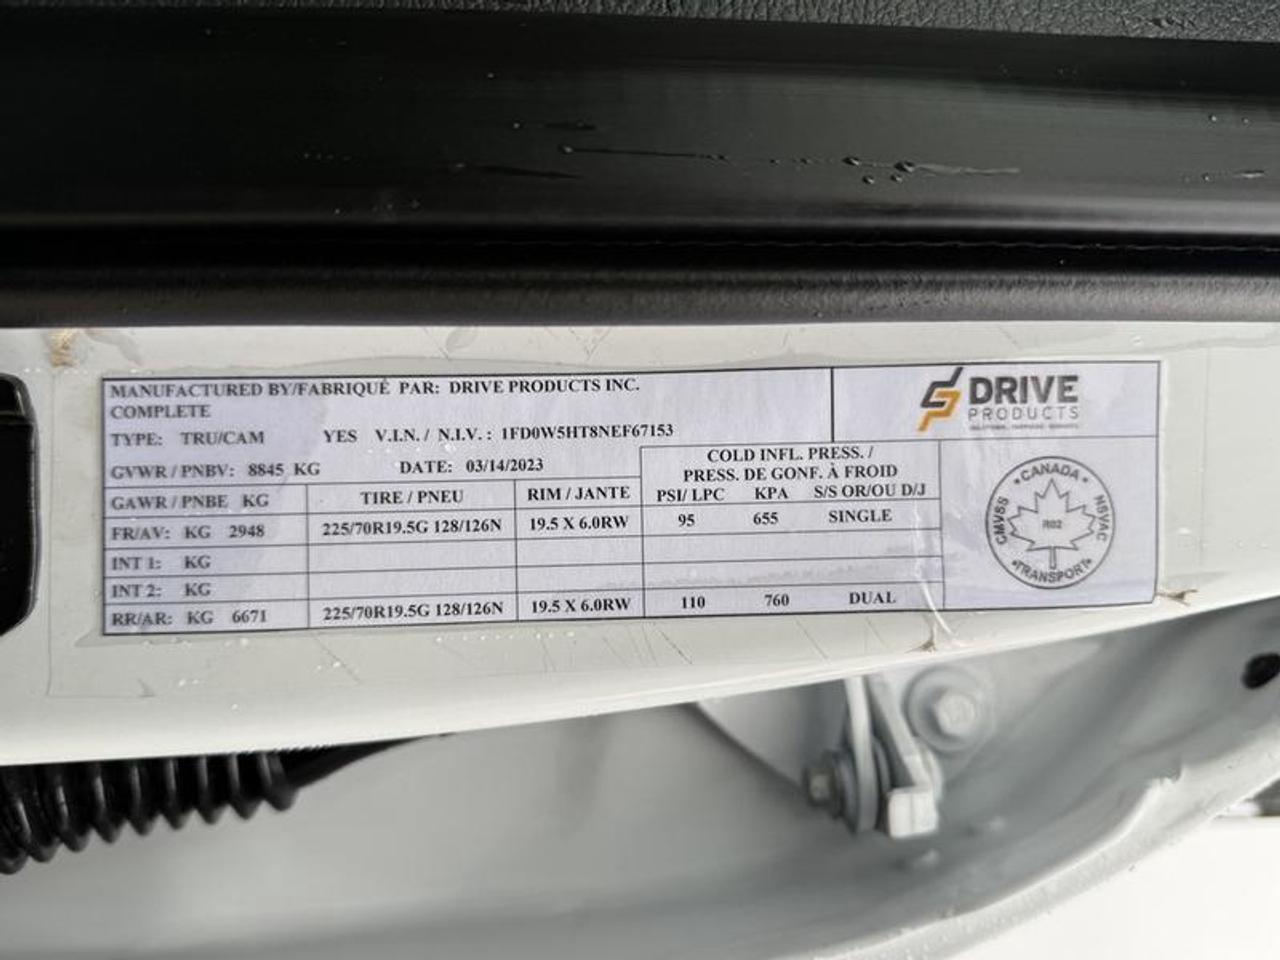 MANUFACTURED BY/FABRIQUÉ PAR: DRIVE PRODUCTS INC.
COMPLETE
TYPE: TRU/CAM YES V.I.N. / N.I.V. : 1FD0W5HT8NEF67153
GVWR / PNBV: 8845 KG DATE: 03/14/2023
DRIVE
PRODUCTS
COLD INFL. PRESS. /
PRESS. DE GONF. À FROID
GAWR / PNBE KG TIRE / PNEU RIM / JANTE PSI/ LPC KPA S/S OR/OU D/J
FR/AV: KG 2948 225/70R19.5G 128/126N 19.5 X 6.0RW 95 655 SINGLE
INT 1: KG
INT 2: KG
RR/AR: KG 6671 225/70R19.5G 128/126N 19.5 X 6.0RW 110 760 DUAL
CANADA
CMVSS
NSVAC
R02
TRANSPORT